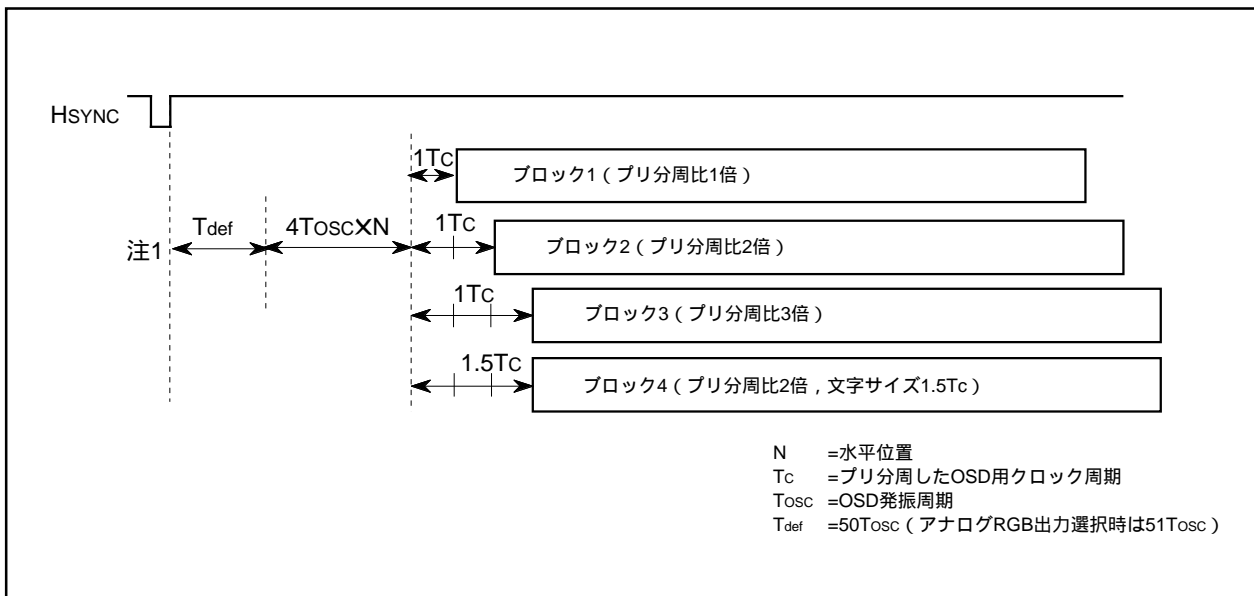 HSYNC
1TC
ブロック1（プリ分周比1倍）
注1
Tdef
4TOSC×N
1TC
ブロック2（プリ分周比2倍）
1TC
ブロック3（プリ分周比3倍）
1.5TC
ブロック4（プリ分周比2倍，文字サイズ1.5Tc）
N =水平位置
TC =プリ分周したOSD用クロック周期
TOSC =OSD発振周期
Tdef =50TOSC（アナログRGB出力選択時は51TOSC）